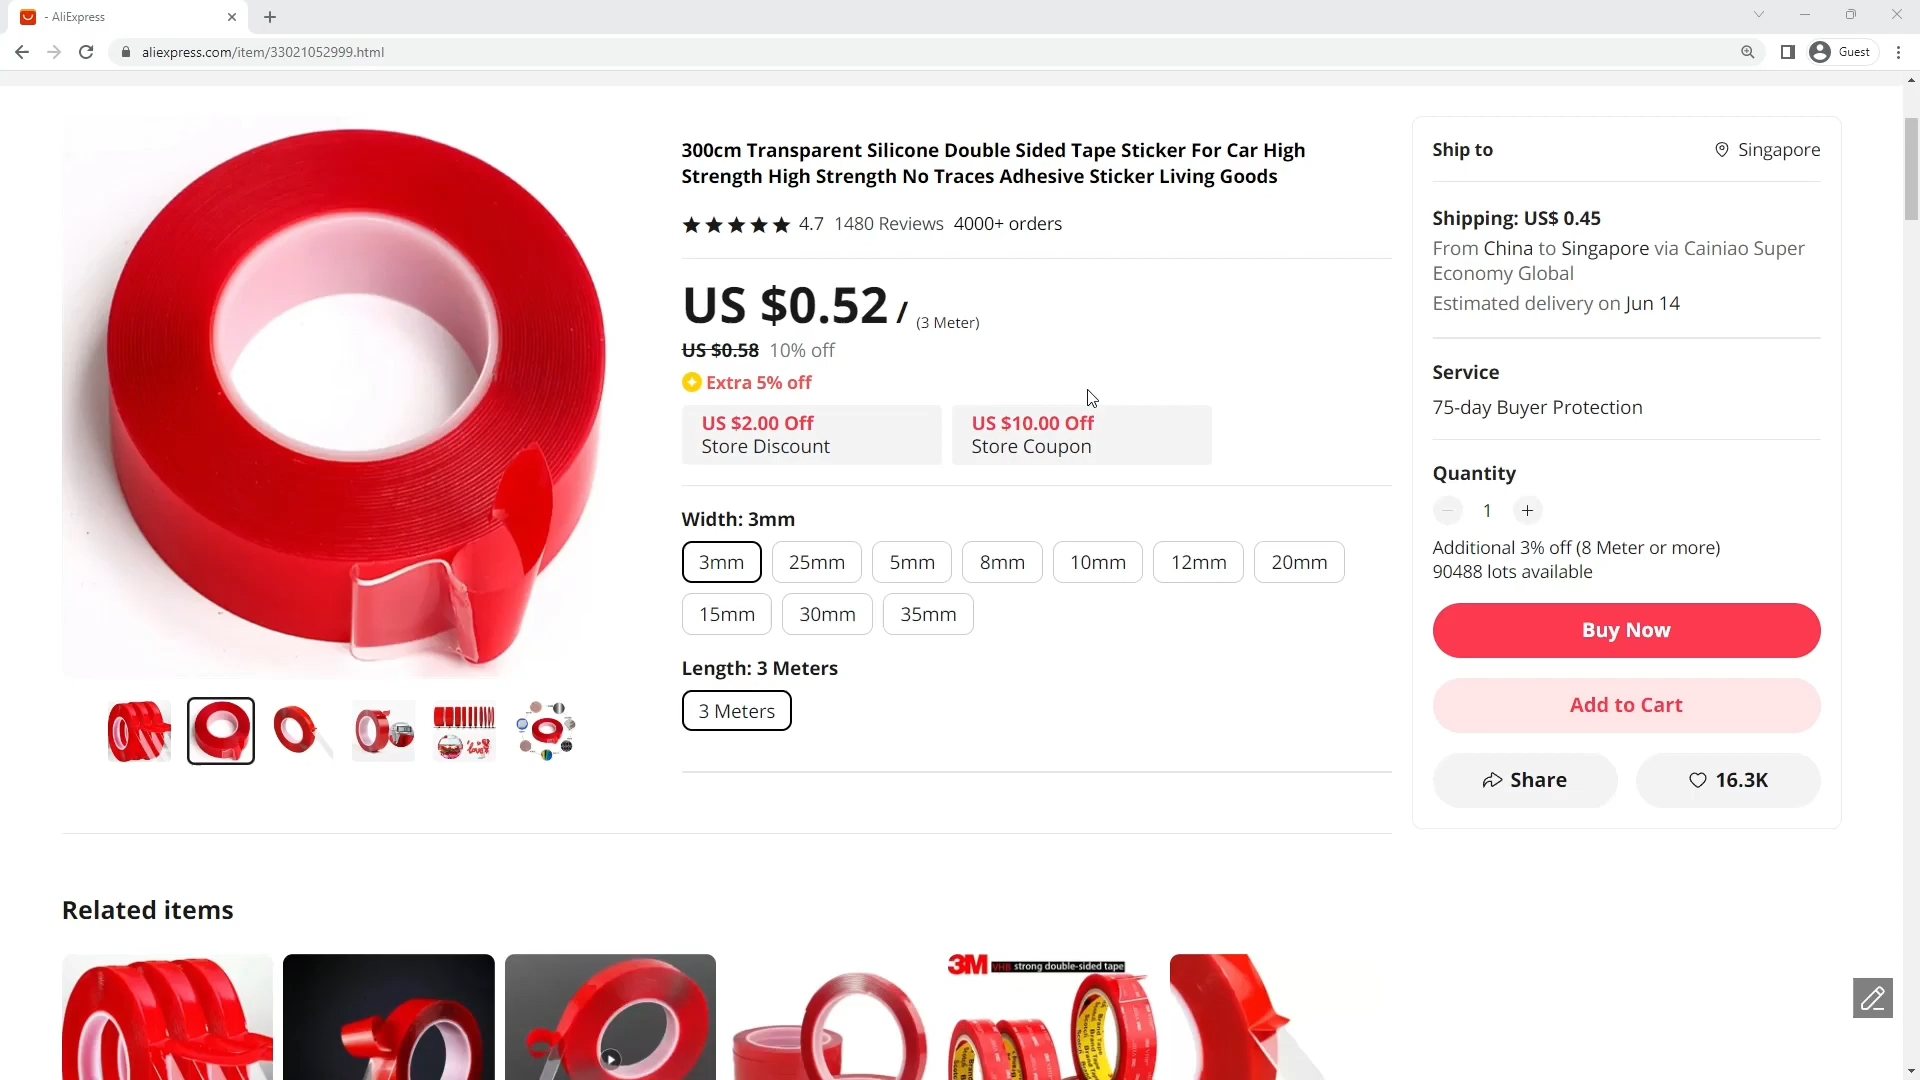 - AliExpress
aliexpress.com/item/33021052999.html
Guest
300cm Transparent Silicone Double Sided Tape Sticker For Car High
Strength High Strength No Traces Adhesive Sticker Living Goods
4.7 1480 Reviews 4000+ orders
US $0.52 / (3 Meter)
US $0.58 10% off
Extra 5% off
US $2.00 Off
Store Discount
US $10.00 Off
Store Coupon
Width: 3mm
3mm 25mm 5mm 8mm 10mm 12mm 20mm
15mm 30mm 35mm
Length: 3 Meters
3 Meters
Ship to Singapore
Shipping: US$ 0.45
From China to Singapore via Cainiao Super
Economy Global
Estimated delivery on Jun 14
Service
75-day Buyer Protection
Quantity
1
Additional 3% off (8 Meter or more)
90488 lots available
Buy Now
Add to Cart
Share 16.3K
Related items
3M VHB strong double-sided tape